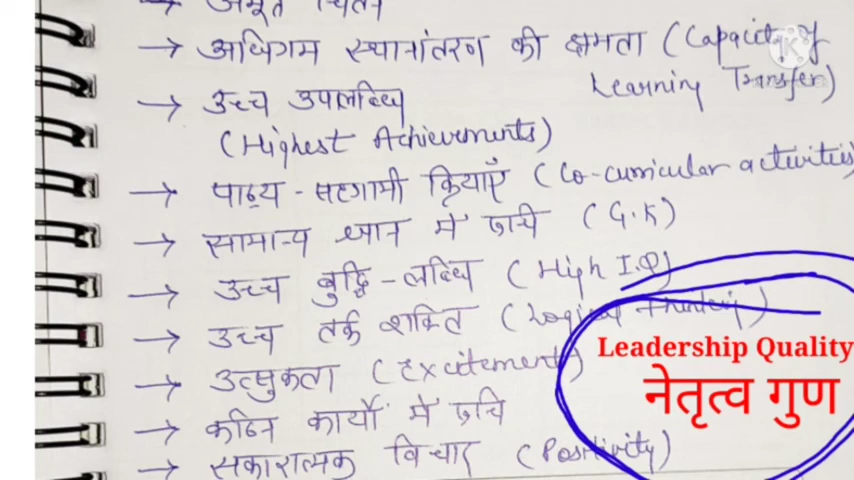 → अमूर्त चिंतन
→ अधिगम स्थानांतरण की क्षमता (Capacity of
Learning Transfer)
→ उच्च उपलब्धि
(Highest Achievements)
→ पाठ्य - सहगामी क्रियाएँ (Co-curricular activities)
→ सामान्य ज्ञान में रुचि (G.K)
→ उच्च बुद्धि - लब्धि (High I.Q)
→ उच्च तर्क शक्ति (Logical Thinking)
→ उत्सुकता (Excitement)
→ कठिन कार्यों में रुचि
→ सकारात्मक विचार (Positivity)
Leadership Quality
नेतृत्व गुण